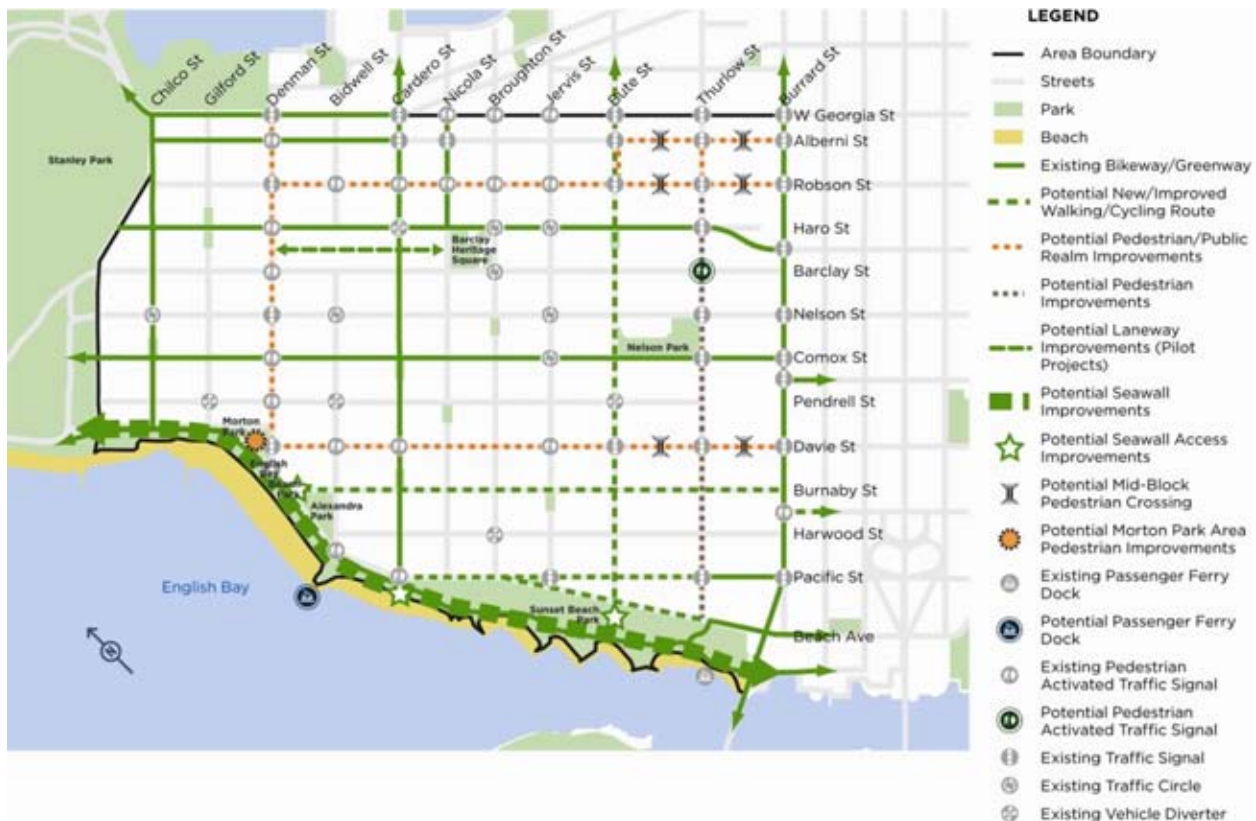 Chilco St
Gilford St
Denman St
Bidwell St
Cardero St
Nicola St
Broughton St
Jervis St
Bute St
Thurlow St
Burrard St
W Georgia St
Alberni St
Robson St
Haro St
Barclay St
Nelson St
Comox St
Pendrell St
Davie St
Burnaby St
Harwood St
Pacific St
Beach Ave
Stanley Park
Barclay
Heritage
Square
Nelson Park
Morton
Park
English
Bay
Park
Alexandra
Park
English Bay
Sunset Beach
Park
LEGEND
Area Boundary
Streets
Park
Beach
Existing Bikeway/Greenway
Potential New/Improved
Walking/Cycling Route
Potential Pedestrian/Public
Realm Improvements
Potential Pedestrian
Improvements
Potential Laneway
Improvements (Pilot
Projects)
Potential Seawall
Improvements
Potential Seawall Access
Improvements
Potential Mid-Block
Pedestrian Crossing
Potential Morton Park Area
Pedestrian Improvements
Existing Passenger Ferry
Dock
Potential Passenger Ferry
Dock
Existing Pedestrian
Activated Traffic Signal
Potential Pedestrian
Activated Traffic Signal
Existing Traffic Signal
Existing Traffic Circle
Existing Vehicle Diverter